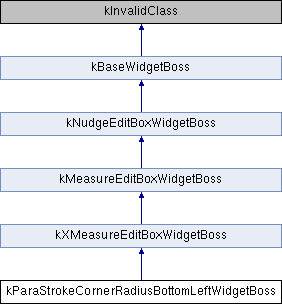 kInvalidClass
kBaseWidgetBoss
kNudgeEditBoxWidgetBoss
kMeasureEditBoxWidgetBoss
kXMeasureEditBoxWidgetBoss
kParaStrokeCornerRadiusBottomLeftWidgetBoss